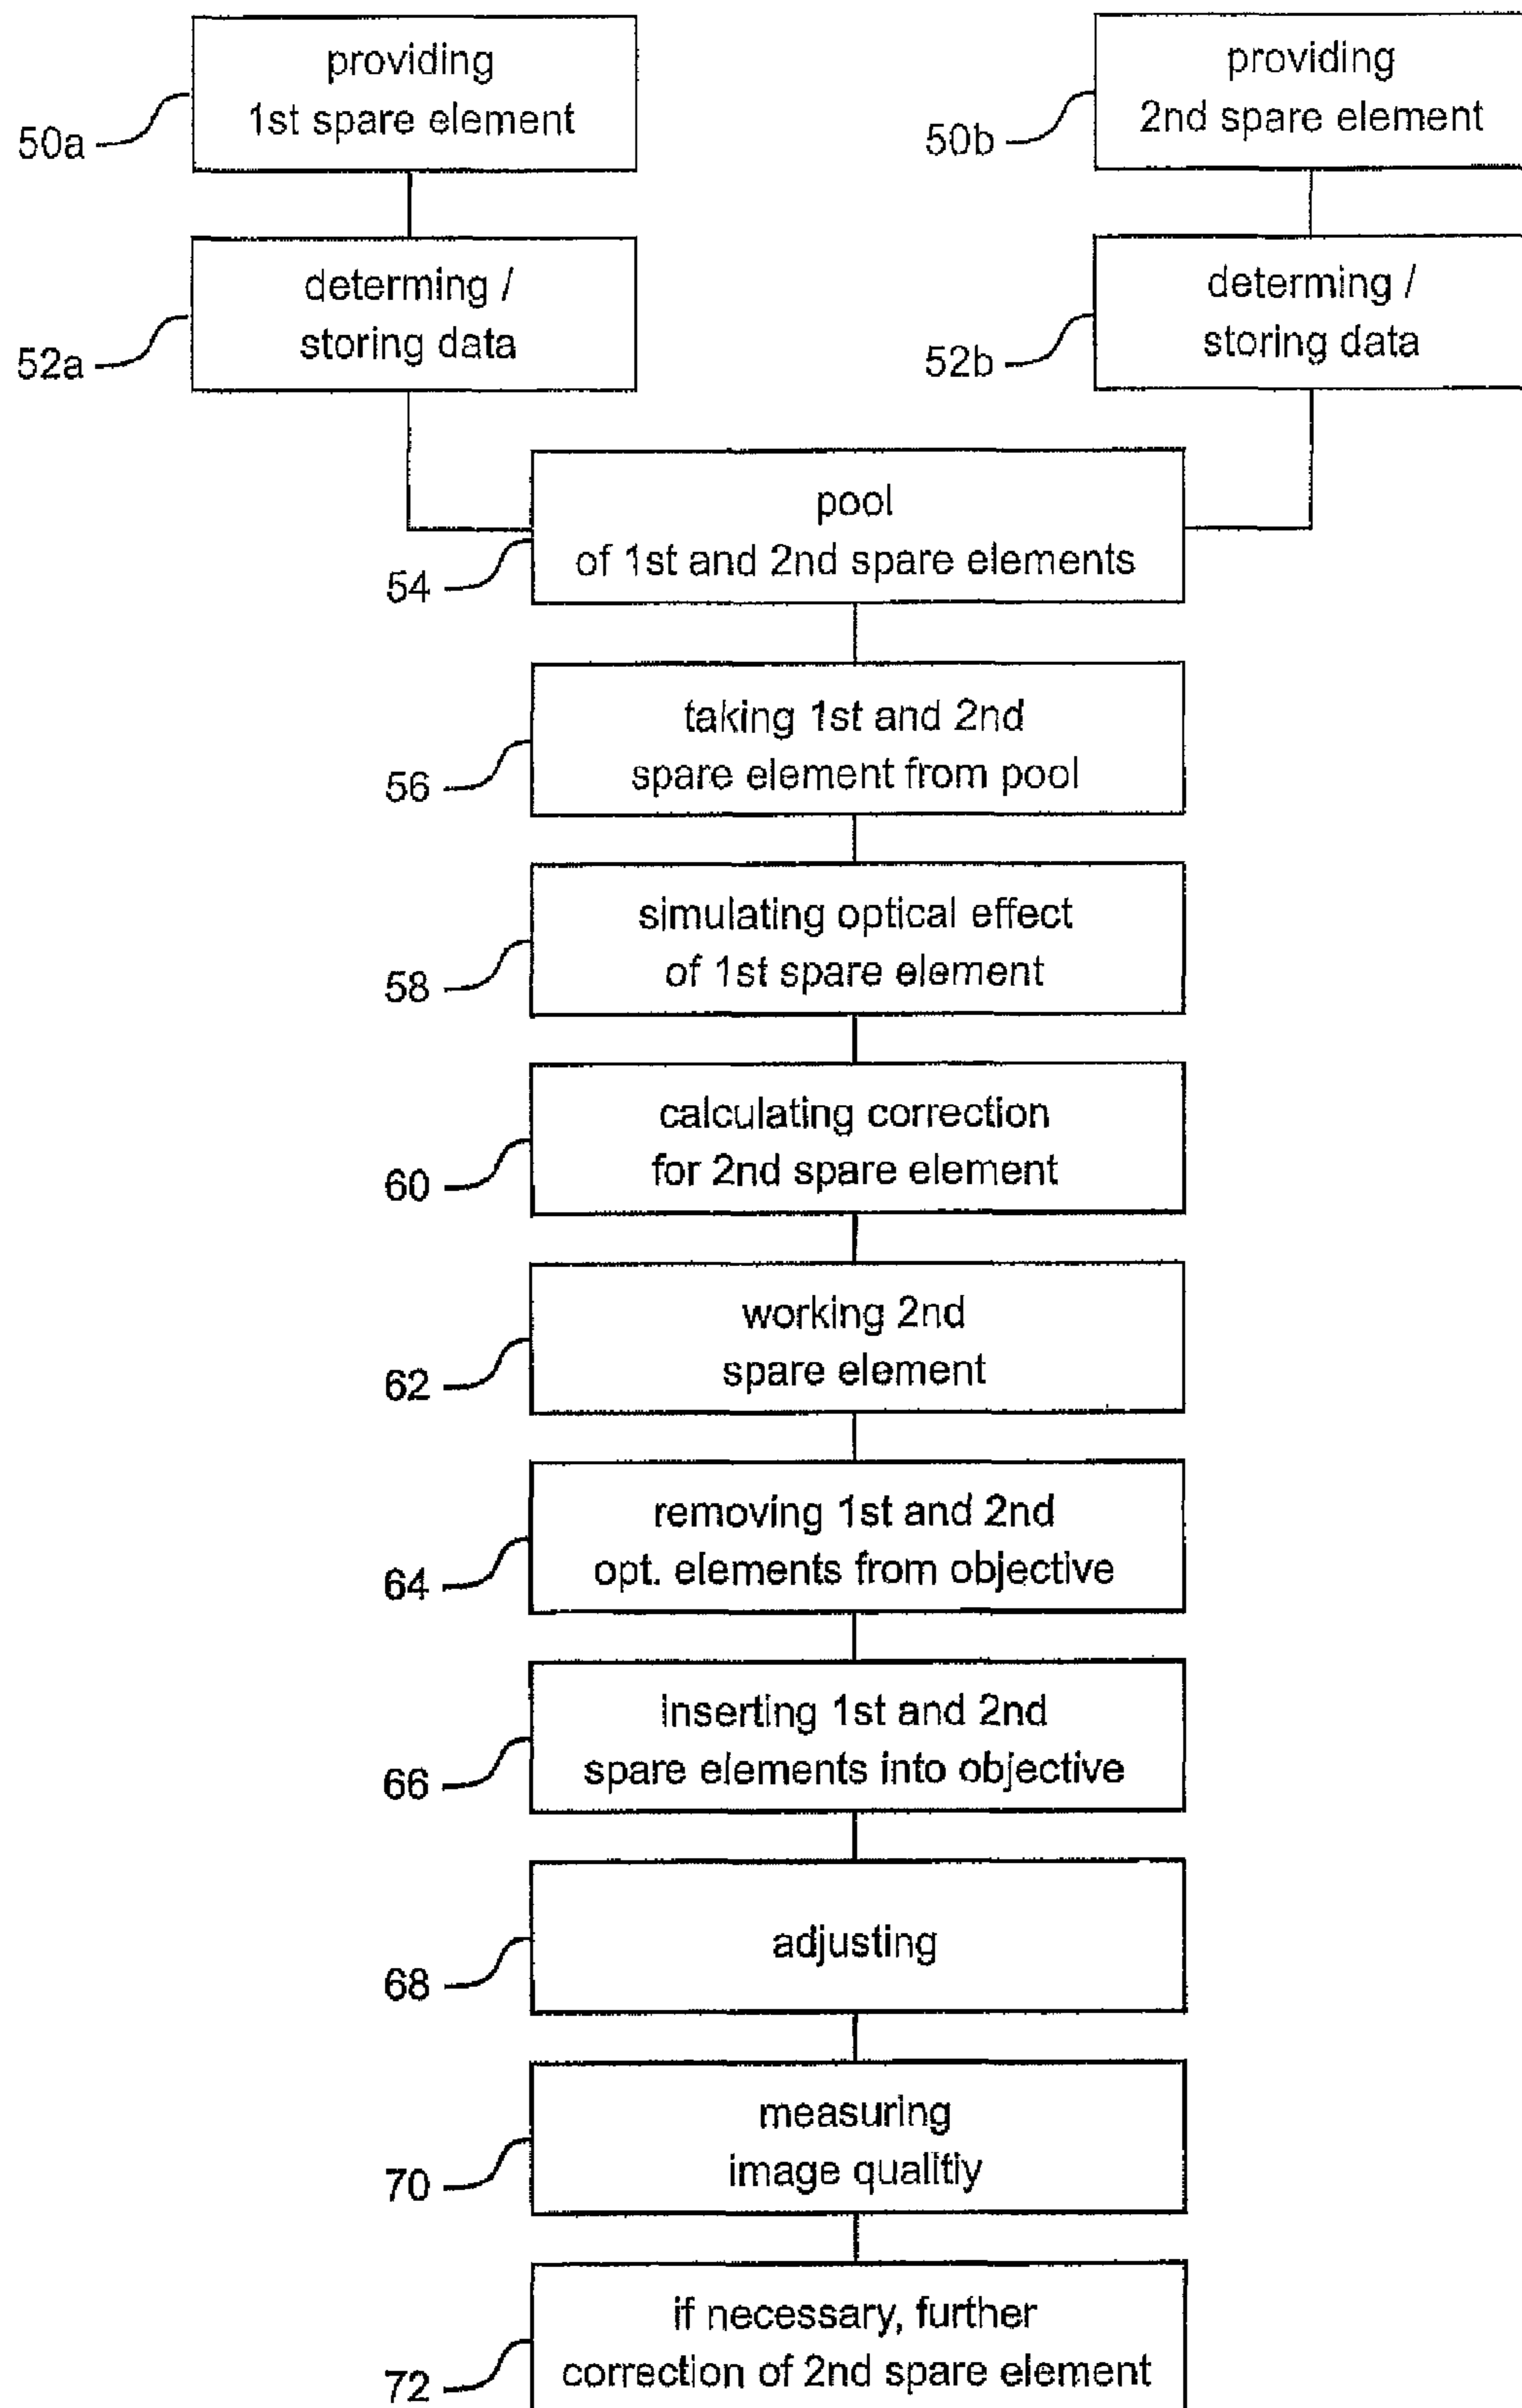 providing
1st spare element
50a
providing
2nd spare element
50b
determing /
storing data
52a
determing /
storing data
52b
pool
of 1st and 2nd spare elements
54
taking 1st and 2nd
spare element from pool
56
simulating optical effect
of 1st spare element
58
calculating correction
for 2nd spare element
60
working 2nd
spare element
62
removing 1st and 2nd
opt. elements from objective
64
inserting 1st and 2nd
spare elements into objective
66
adjusting
68
measuring
image qualitiy
70
if necessary, further
correction of 2nd spare element
72